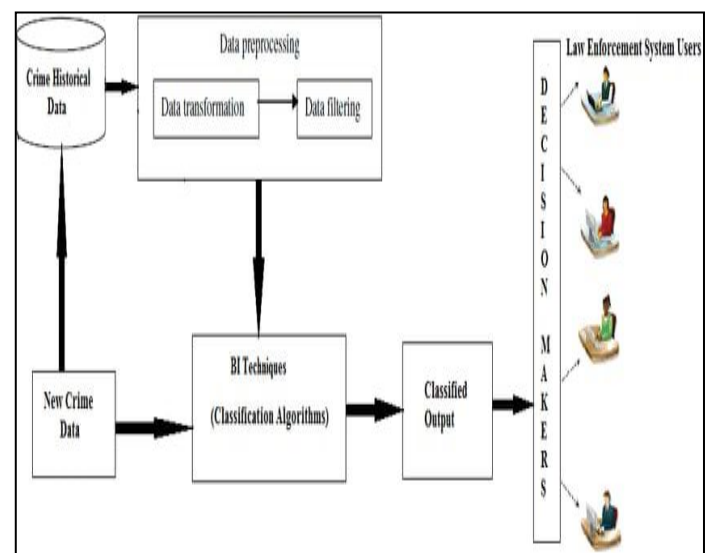 Crime Historical
Data
Data preprocessing
Data transformation
Data filtering
New Crime
Data
BI Techniques
(Classification Algorithms)
Classified
Output
D
E
C
I
S
I
O
N
M
A
K
E
R
S
Law Enforcement System Users